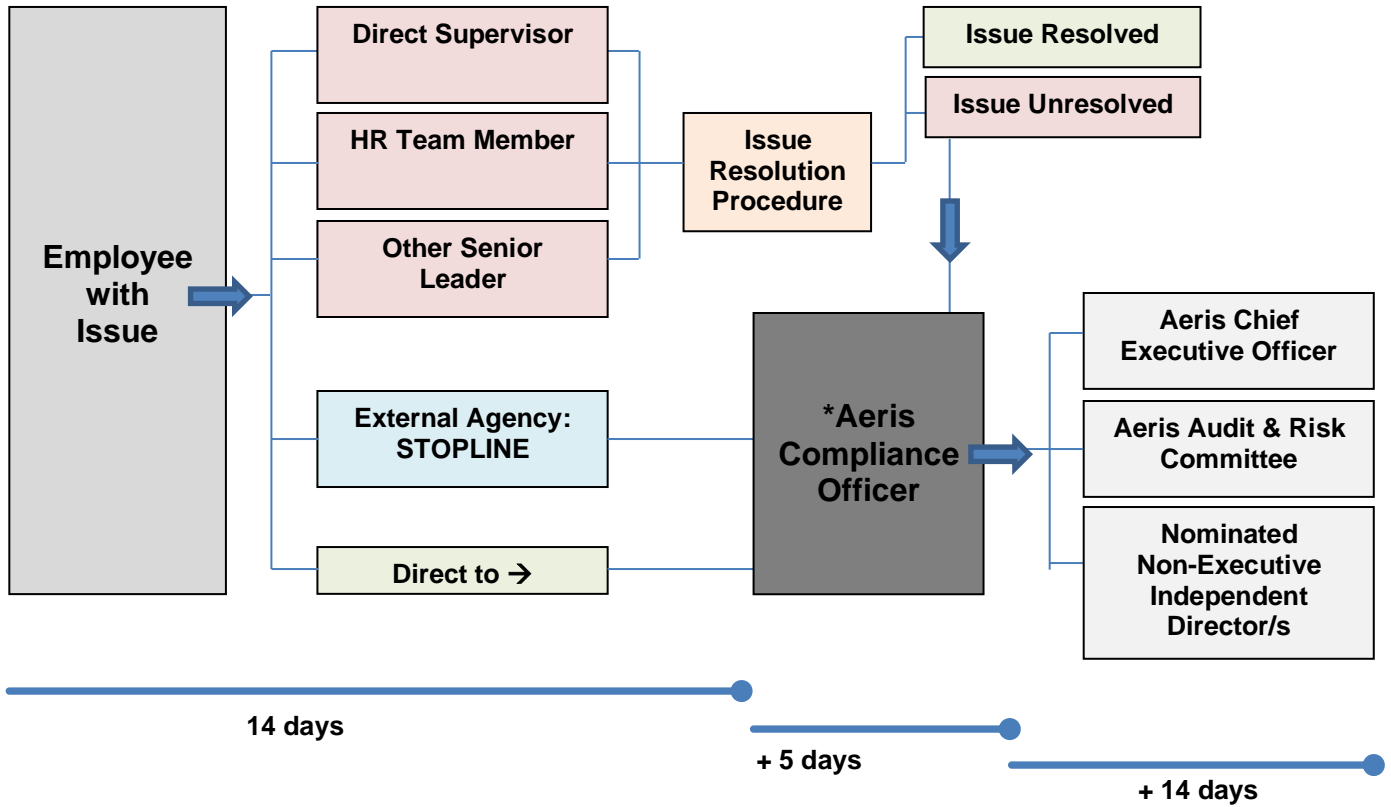 Employee
with
Issue
Direct Supervisor
HR Team Member
Other Senior
Leader
External Agency:
STOPLINE
Direct to →
Issue
Resolution
Procedure
Issue Resolved
Issue Unresolved
*Aeris
Compliance
Officer
Aeris Chief
Executive Officer
Aeris Audit & Risk
Committee
Nominated
Non-Executive
Independent
Director/s
14 days
+ 5 days
+ 14 days